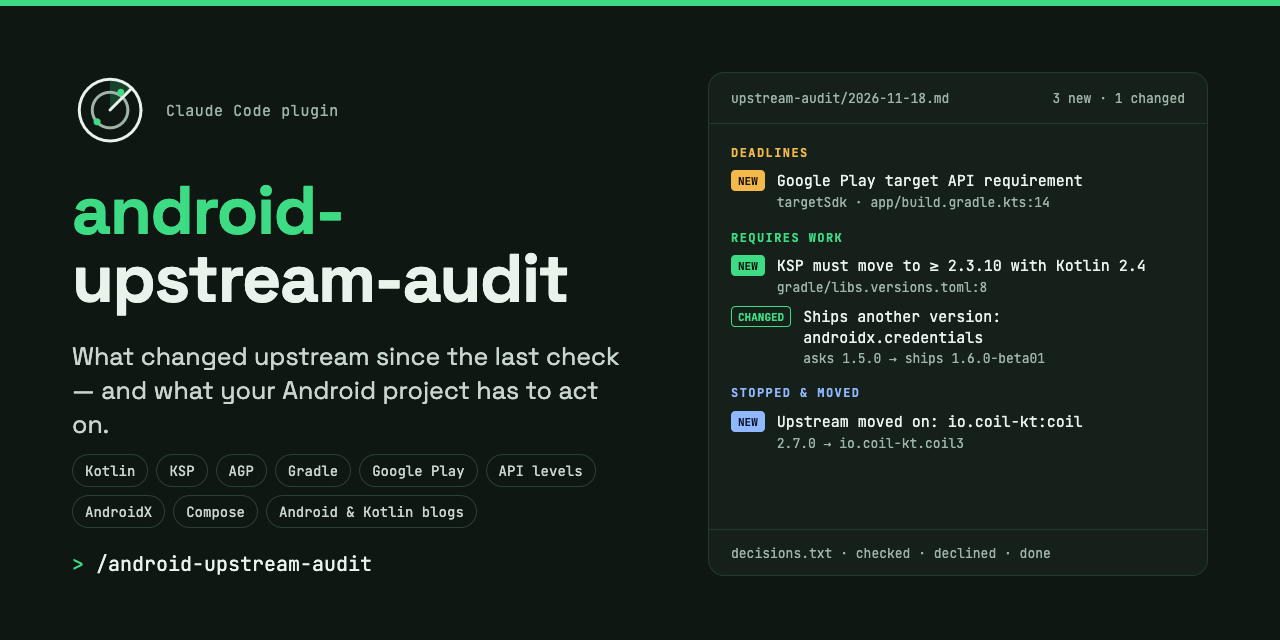 Claude Code plugin
android-
upstream-audit
What changed upstream since the last check
— and what your Android project has to act
on.
Kotlin KSP AGP Gradle Google Play API levels
AndroidX Compose Android & Kotlin blogs
> /android-upstream-audit
upstream-audit/2026-11-18.md 3 new · 1 changed
DEADLINES
NEW Google Play target API requirement
targetSdk · app/build.gradle.kts:14
REQUIRES WORK
NEW KSP must move to ≥ 2.3.10 with Kotlin 2.4
gradle/libs.versions.toml:8
CHANGED Ships another version:
androidx.credentials
asks 1.5.0 → ships 1.6.0-beta01
STOPPED & MOVED
NEW Upstream moved on: io.coil-kt:coil
2.7.0 → io.coil-kt.coil3
decisions.txt · checked · declined · done